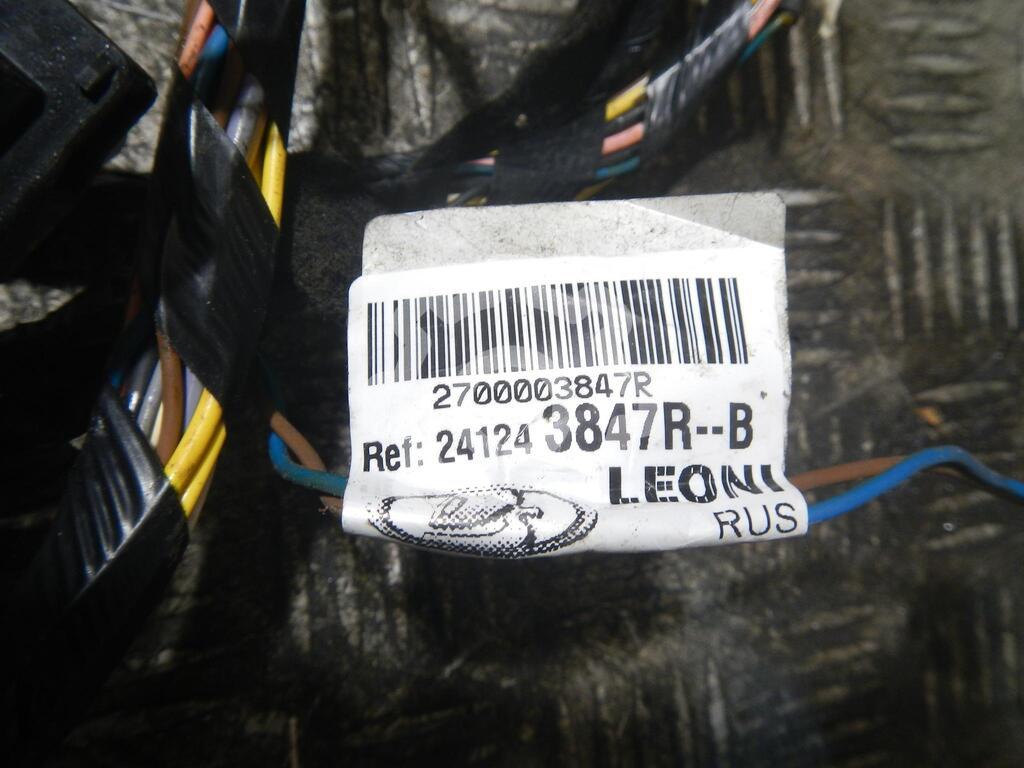 2700003847R
Ref: 24124 3847R--B
LEONI
RUS